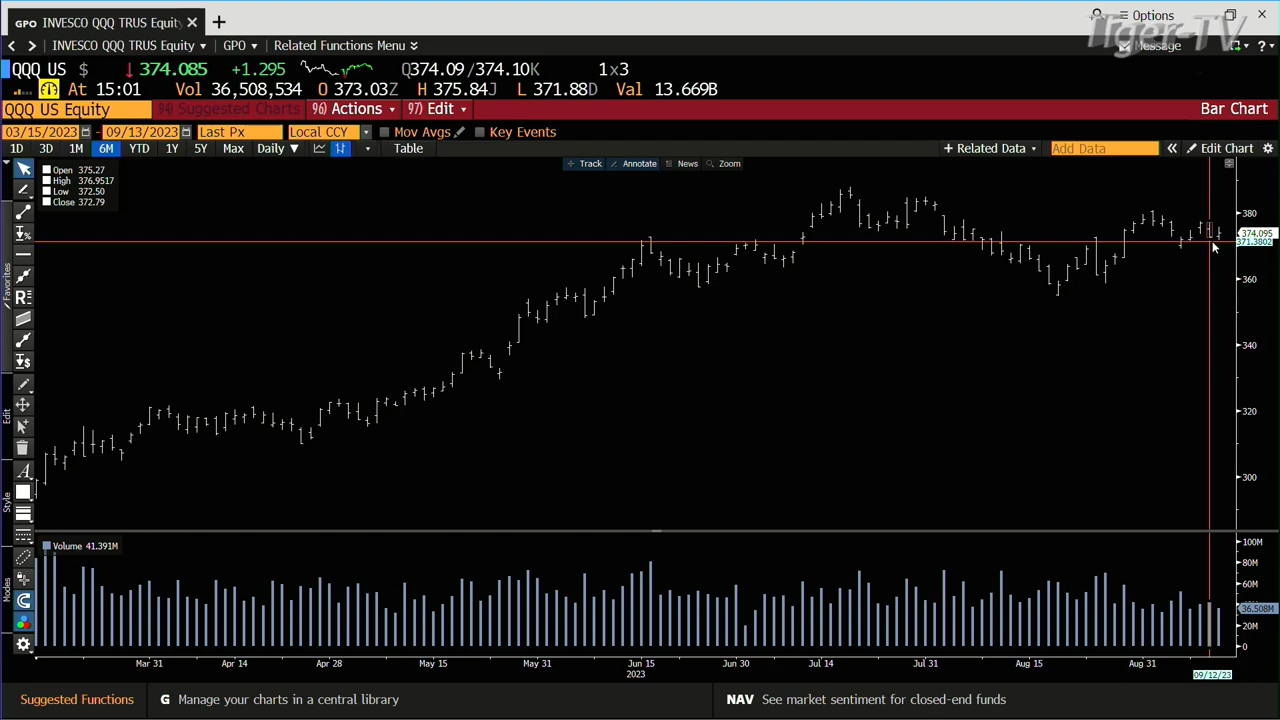 GPO INVESCO QQQ TRUS Equity
Options
Tiger-TV
INVESCO QQQ TRUS Equity GPO Related Functions Menu
Message
QQQ US $ 374.085 +1.295 Q374.09/374.10K 1x3
At 15:01 Vol 36,508,534 O 373.03Z H 375.84J L 371.88D Val 13.669B
QQQ US Equity 94) Suggested Charts 96) Actions 97) Edit Bar Chart
03/15/2023 - 09/13/2023 Last Px Local CCY Mov Avgs Key Events
1D 3D 1M 6M YTD 1Y 5Y Max Daily Table + Related Data Add Data Edit Chart
Track Annotate News Zoom
Open 375.27
High 376.9517
Low 372.50
Close 372.79
380
374.095
371.3802
360
340
320
300
Favorites
Edit
Style
Modes
Volume 41.391M
100M
80M
60M
36.508M
20M
0
Mar 31 Apr 14 Apr 28 May 15 May 31 Jun 15 Jun 30 Jul 14 Jul 31 Aug 15 Aug 31
2023
09/12/23
Suggested Functions G Manage your charts in a central library NAV See market sentiment for closed-end funds